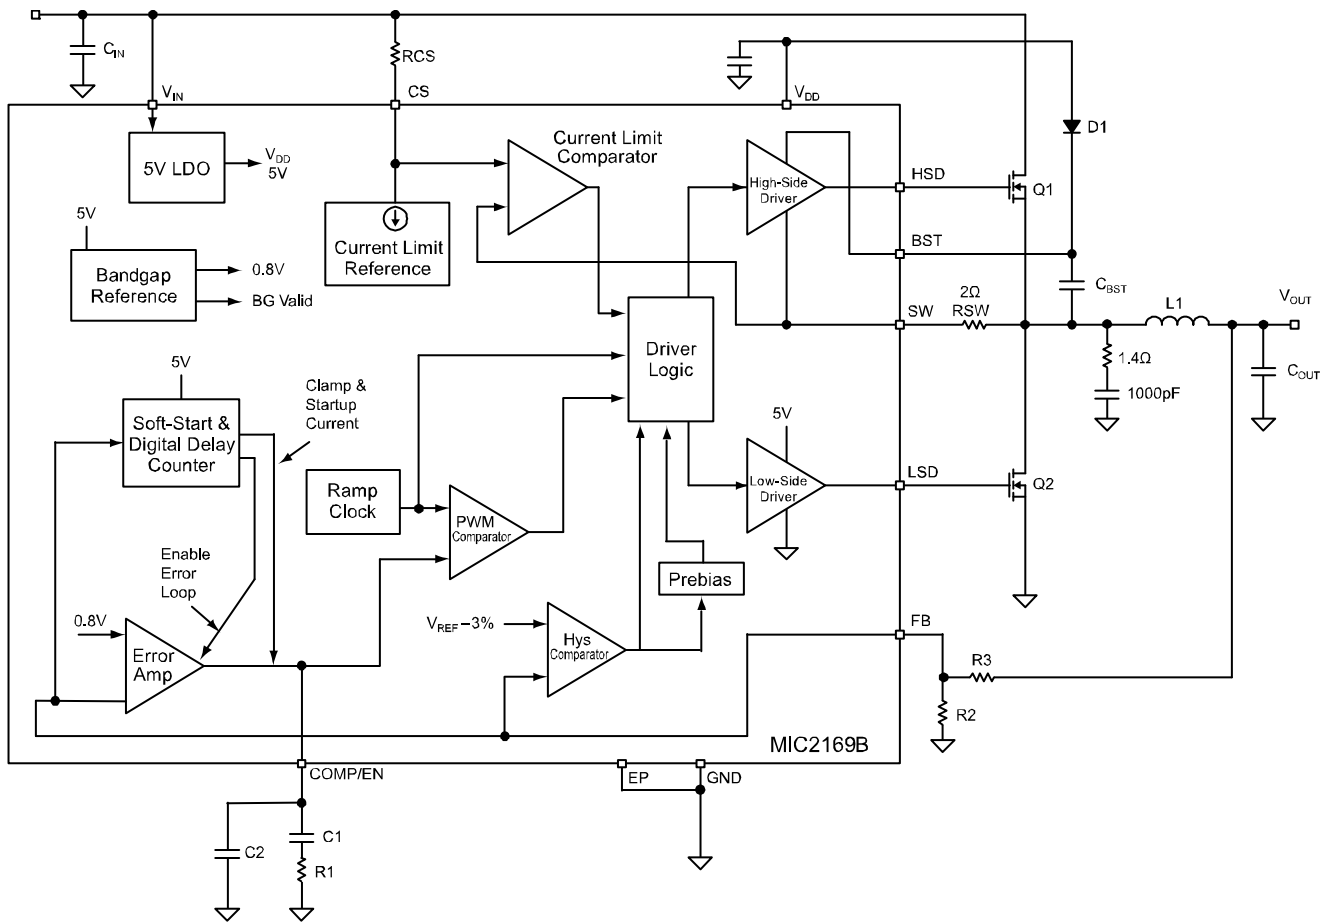 C_IN
RCS
V_IN
CS
V_DD
D1
5V LDO
V_DD
5V
Current Limit
Comparator
High-Side
Driver
HSD
Q1
5V
Bandgap
Reference
0.8V
BG Valid
Current Limit
Reference
BST
C_BST
SW
2Ω
RSW
L1
V_OUT
Driver
Logic
1.4Ω
1000pF
C_OUT
5V
Clamp &
Startup
Current
Soft-Start &
Digital Delay
Counter
5V
Low-Side
Driver
LSD
Q2
Ramp
Clock
PWM
Comparator
Enable
Error
Loop
Prebias
0.8V
Error
Amp
V_REF–3%
Hys
Comparator
FB
R3
R2
MIC2169B
COMP/EN
EP
GND
C2
C1
R1